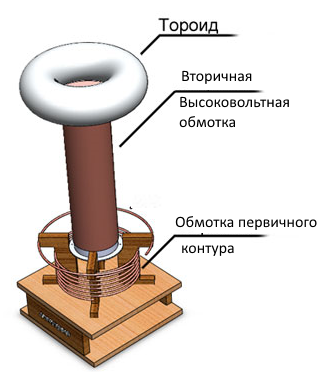 Тороид
Вторичная
Высоковольтная
обмотка
Обмотка первичного
контура